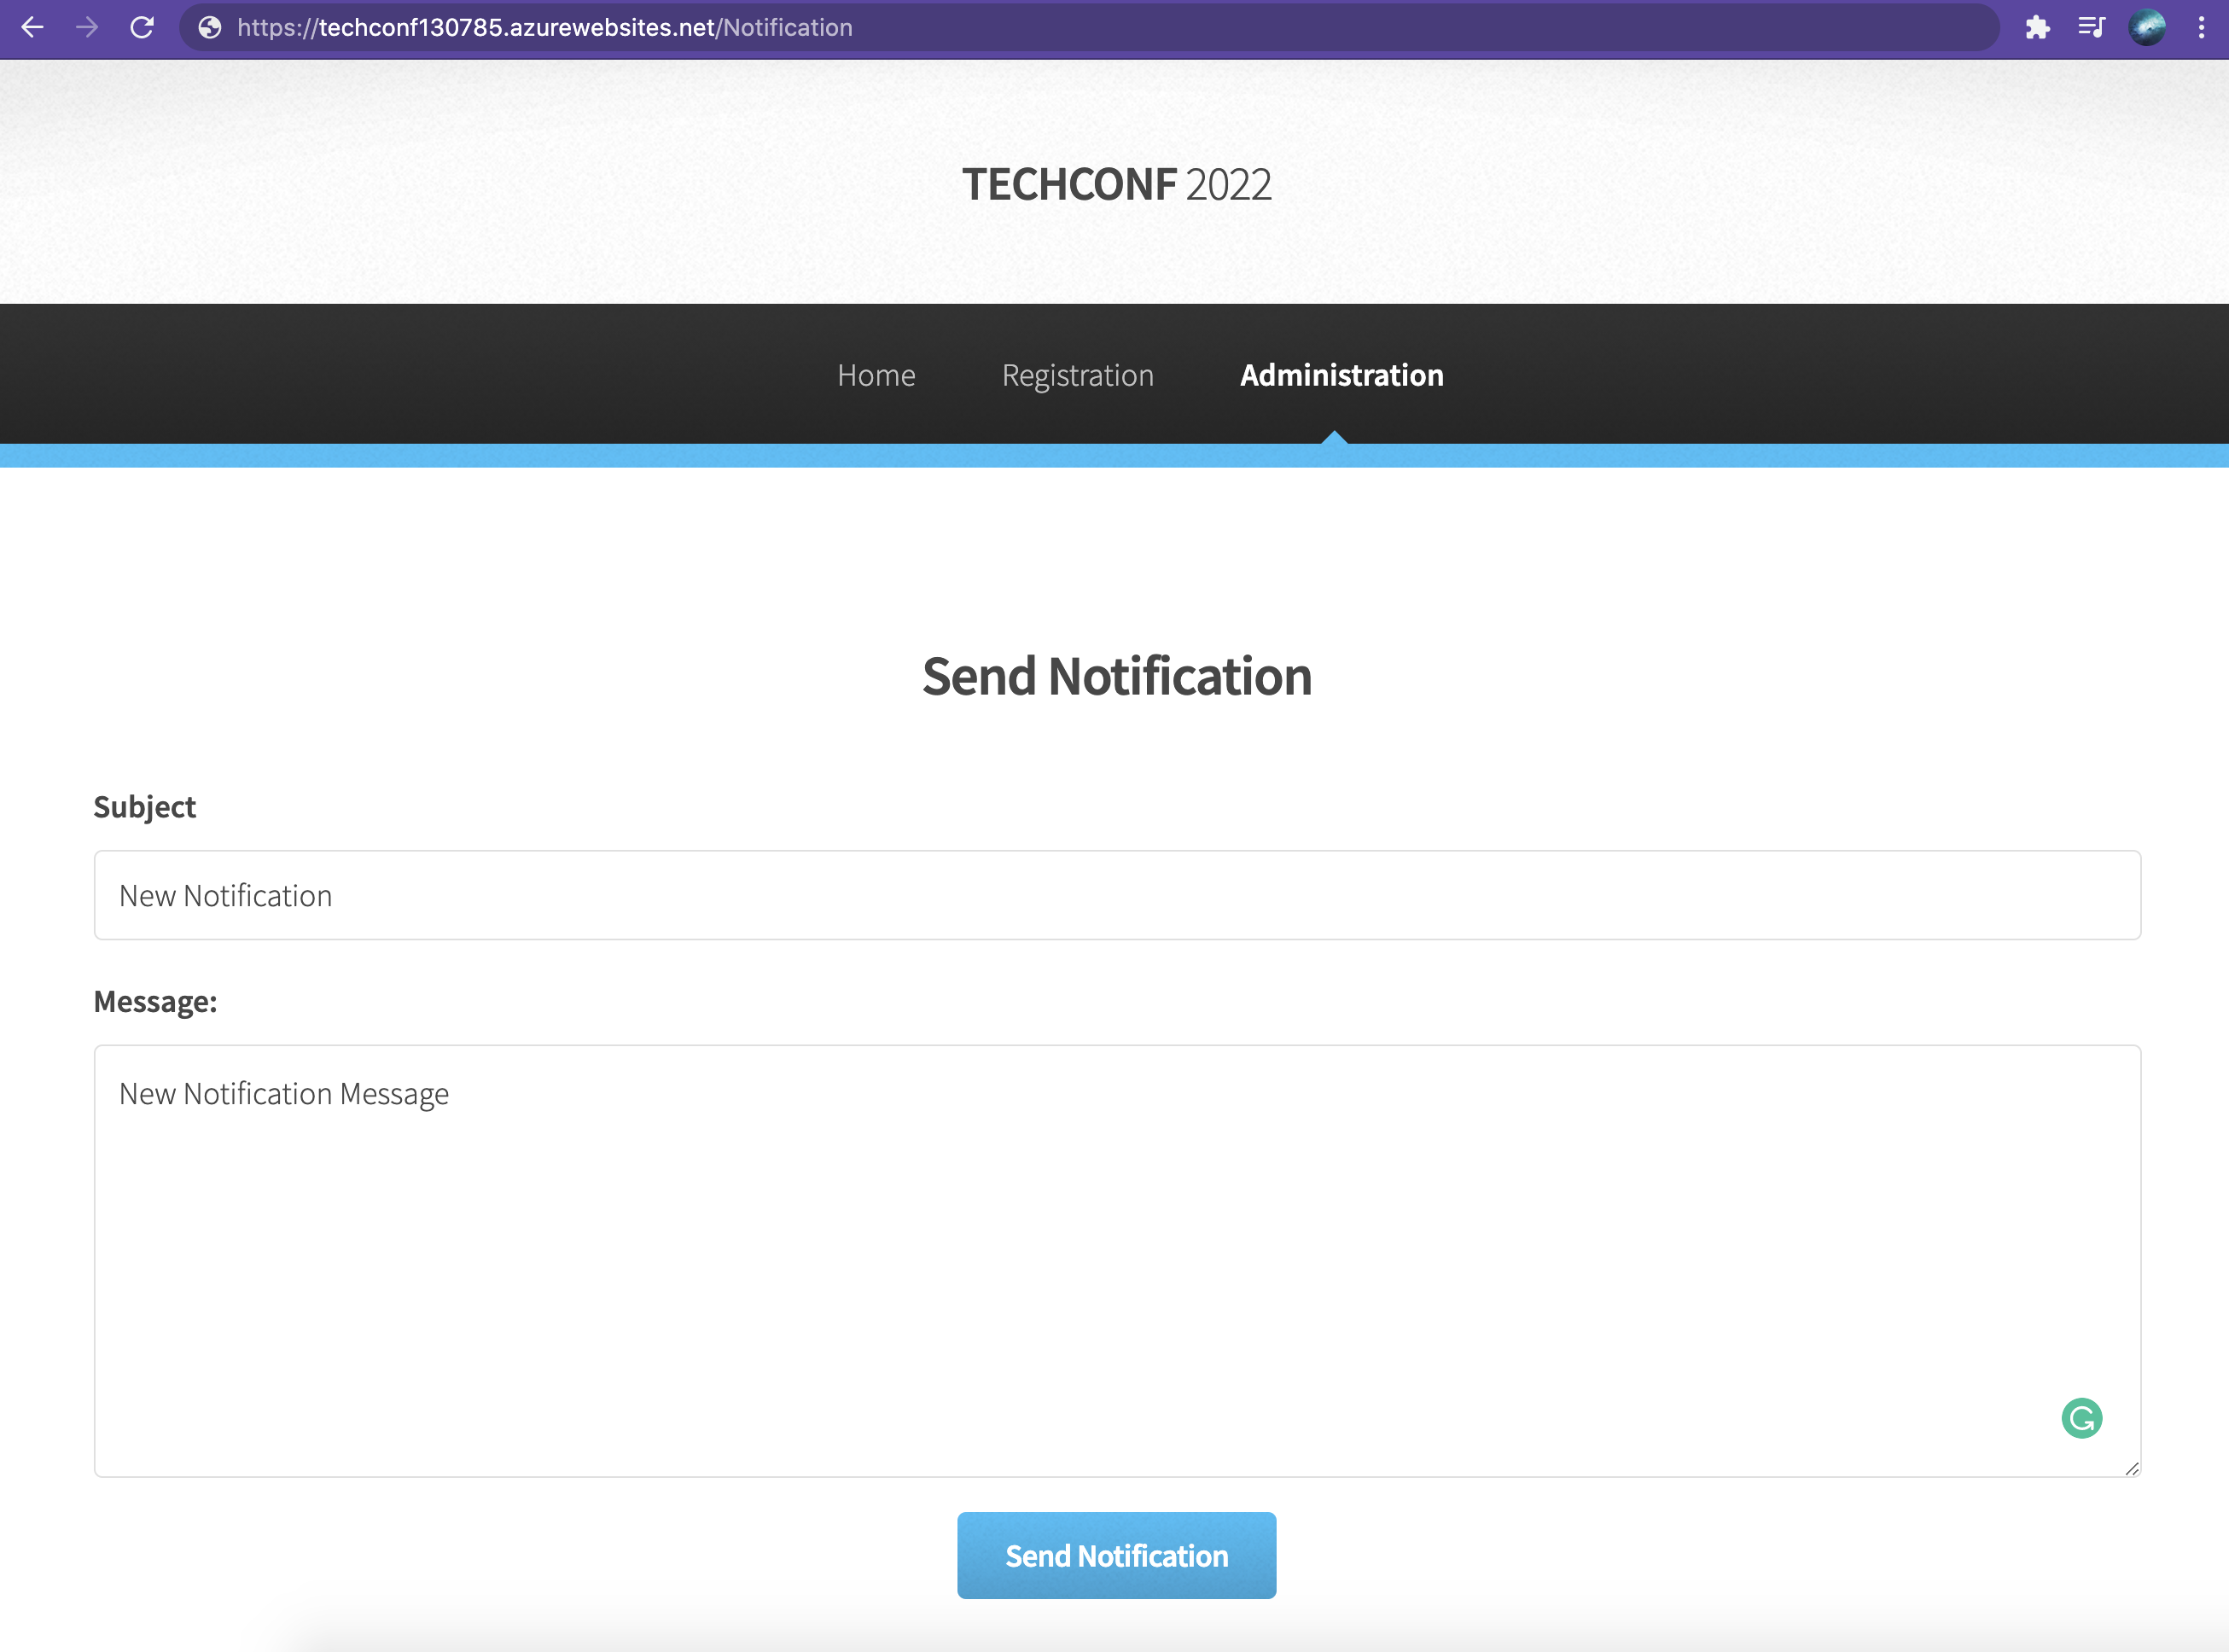 https://techconf130785.azurewebsites.net/Notification
TECHCONF 2022
Home Registration Administration
Send Notification
Subject
New Notification
Message:
New Notification Message
Send Notification